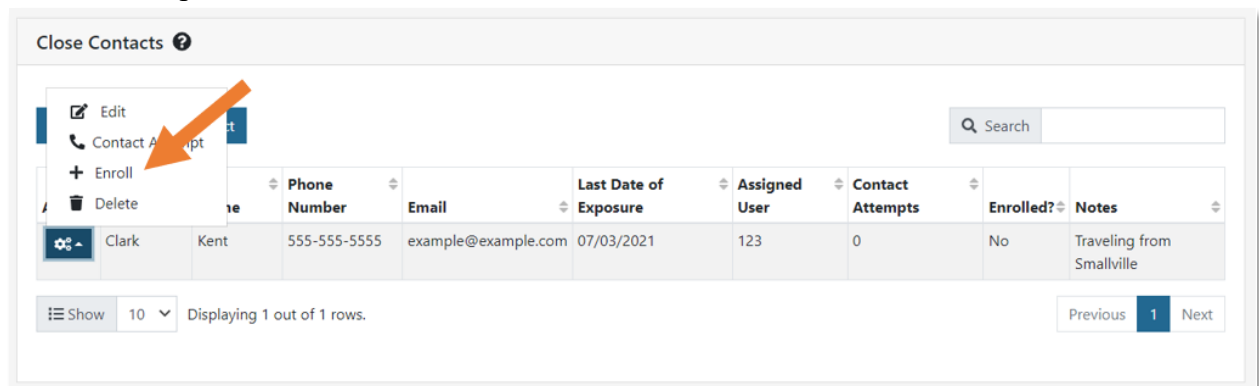 Close Contacts
Edit
Contact
Enroll
Delete
Search
Phone Number
Email
Last Date of Exposure
Assigned User
Contact Attempts
Enrolled?
Notes
Clark
Kent
555-555-5555
example@example.com
07/03/2021
123
0
No
Traveling from
Smallville
Show
10
Displaying 1 out of 1 rows.
Previous
1
Next